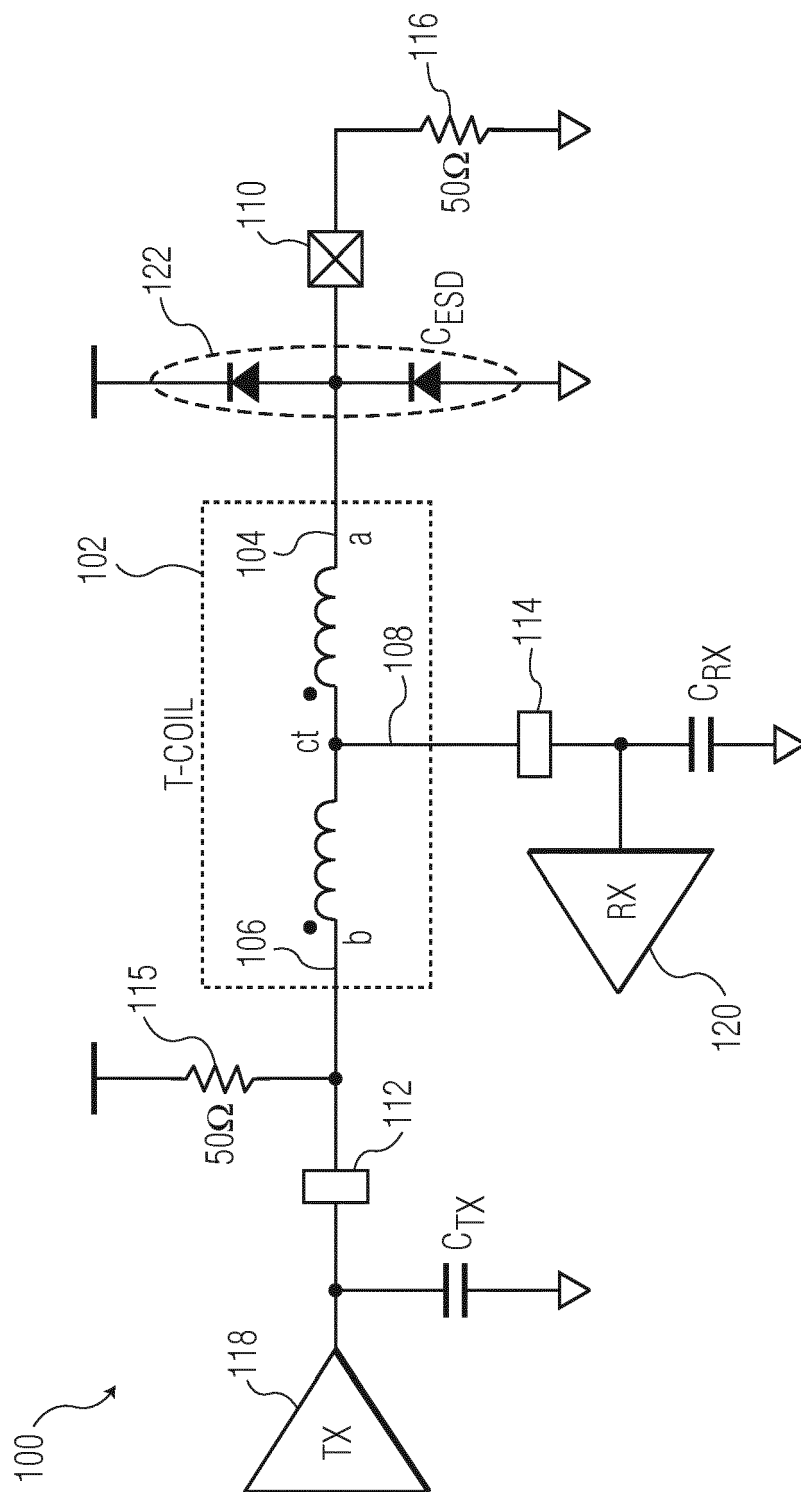 100
TX
118
C_TX
112
50Ω
115
T-COIL
102
106
b
ct
104
a
108
114
RX
120
C_RX
122
C_ESD
110
50Ω
116